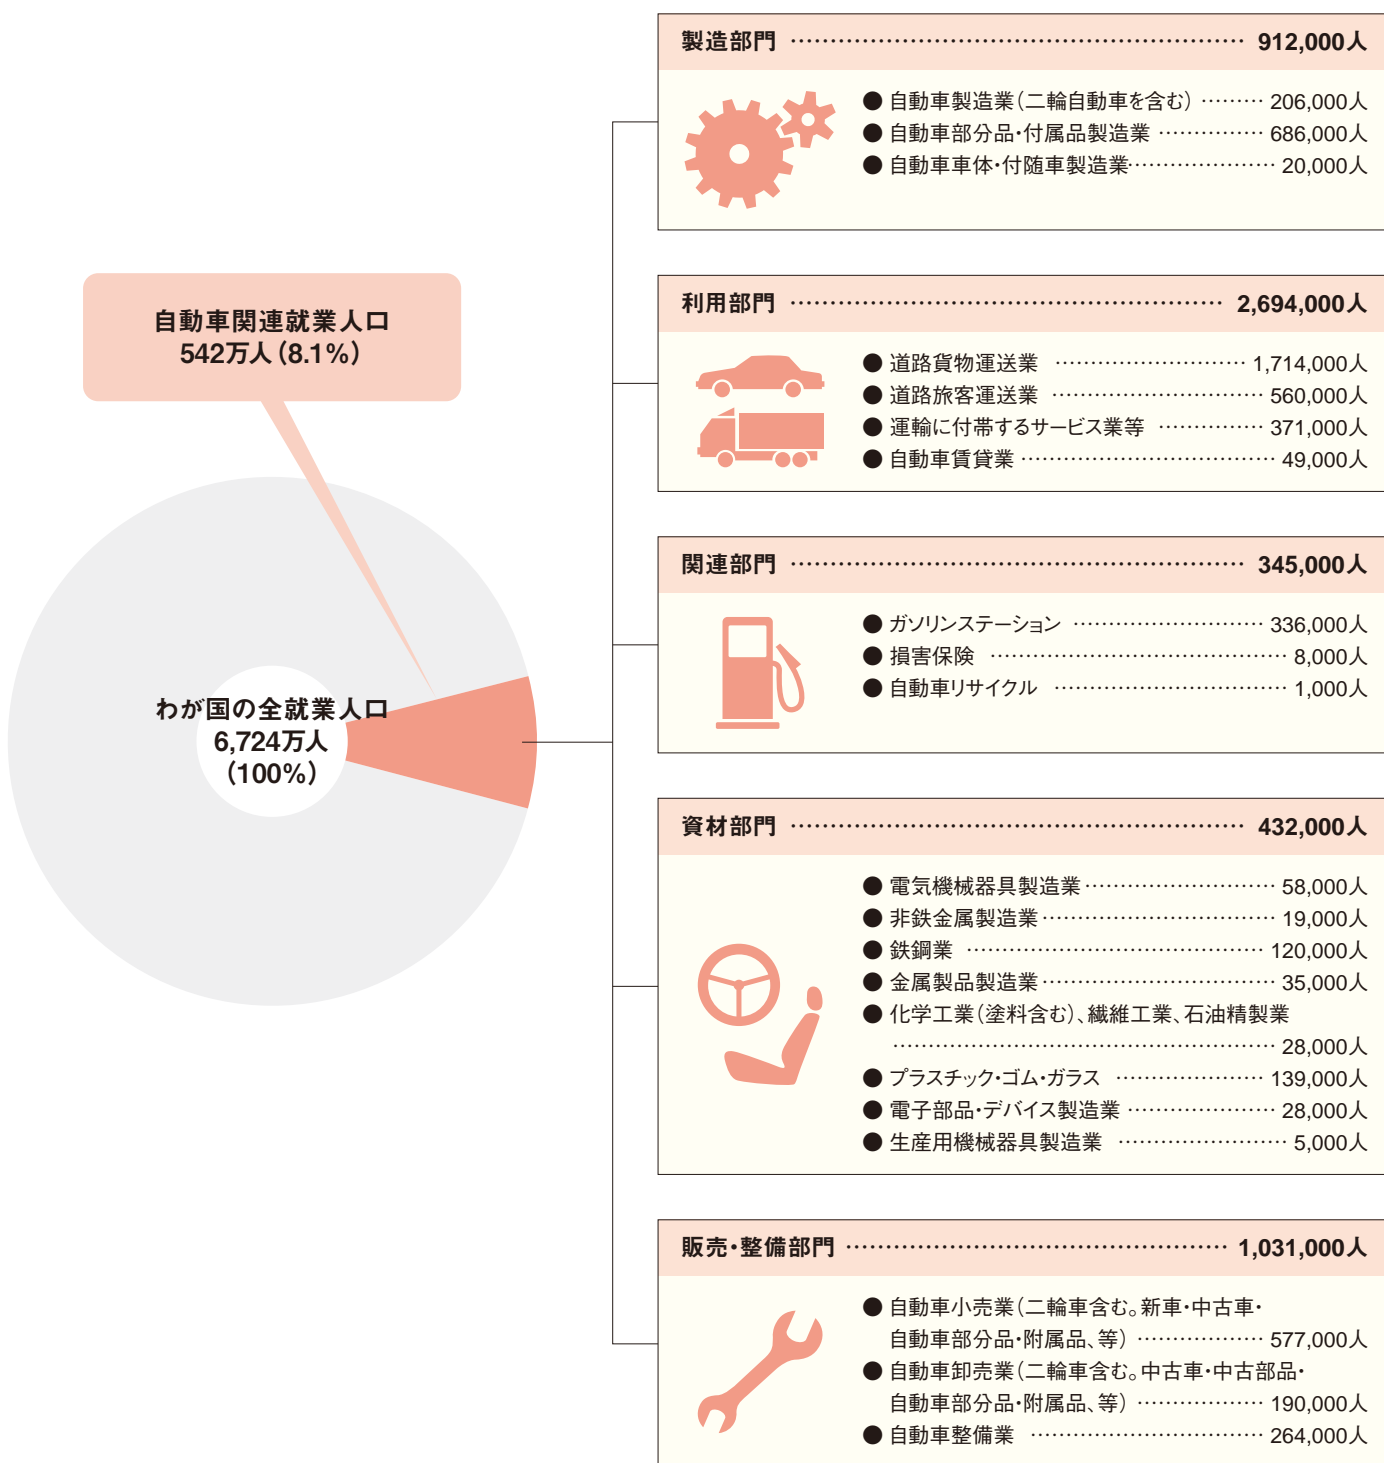 製造部門 ………………………………………………… 912,000人
● 自動車製造業（二輪自動車を含む） ……… 206,000人
● 自動車部分品・付属品製造業 …………… 686,000人
● 自動車車体・付随車製造業………………… 20,000人
自動車関連就業人口
542万人（8.1%）
わが国の全就業人口
6,724万人
（100%）
利用部門 ……………………………………………… 2,694,000人
● 道路貨物運送業 …………………… 1,714,000人
● 道路旅客運送業 ……………………… 560,000人
● 運輸に付帯するサービス業等 …………… 371,000人
● 自動車賃貸業 ………………………… 49,000人
関連部門 ………………………………………………… 345,000人
● ガソリンステーション …………………… 336,000人
● 損害保険 ……………………………… 8,000人
● 自動車リサイクル ……………………… 1,000人
資材部門 ………………………………………………… 432,000人
● 電気機械器具製造業……………………… 58,000人
● 非鉄金属製造業………………………… 19,000人
● 鉄鋼業 ………………………………… 120,000人
● 金属製品製造業………………………… 35,000人
● 化学工業（塗料含む）、繊維工業、石油精製業
………………………………………… 28,000人
● プラスチック・ゴム・ガラス ………………… 139,000人
● 電子部品・デバイス製造業 ……………… 28,000人
● 生産用機械器具製造業 ………………… 5,000人
販売・整備部門 ………………………………………… 1,031,000人
● 自動車小売業（二輪車含む。新車・中古車・
自動車部分品・附属品、等） ……………… 577,000人
● 自動車卸売業（二輪車含む。中古車・中古部品・
自動車部分品・附属品、等） ……………… 190,000人
● 自動車整備業 ………………………… 264,000人